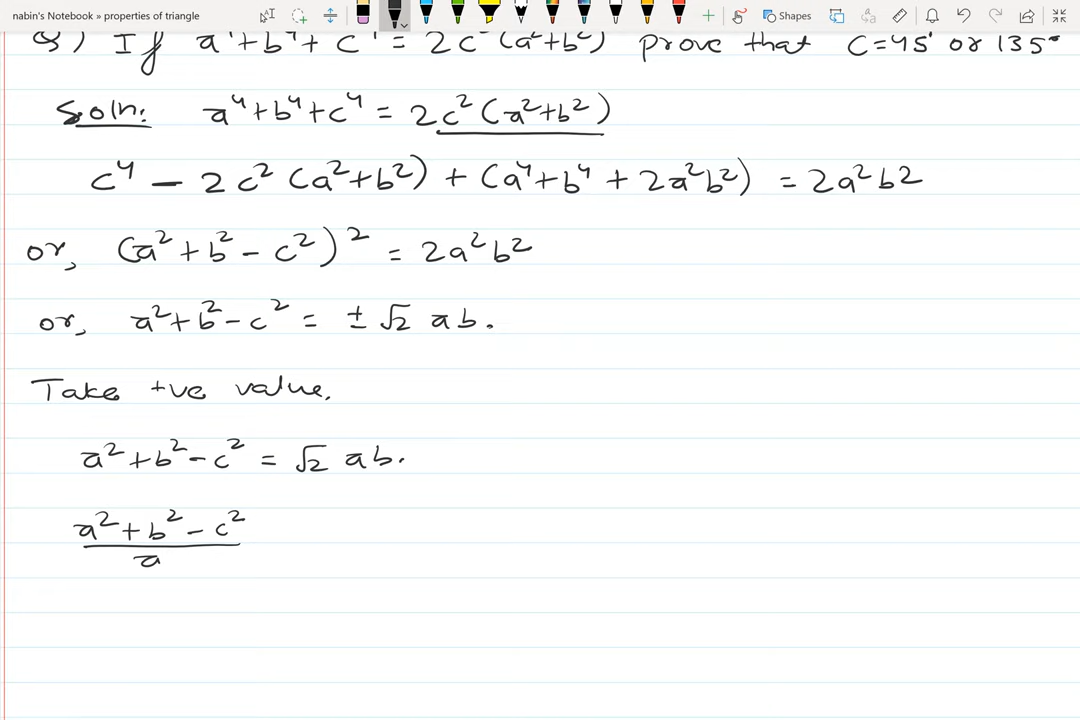 nabin's Notebook » properties of triangle
Shapes
Q) If a⁴+b⁴+c⁴ = 2c²(a²+b²) prove that C=45° or 135°
Soln: a⁴+b⁴+c⁴ = 2c²(a²+b²)
c⁴ - 2c²(a²+b²) + (a⁴+b⁴+2a²b²) = 2a²b²
or, (a²+b²-c²)² = 2a²b²
or, a²+b²-c² = ±√2 ab.
Take +ve value,
a²+b²-c² = √2 ab.
a²+b²-c²
a